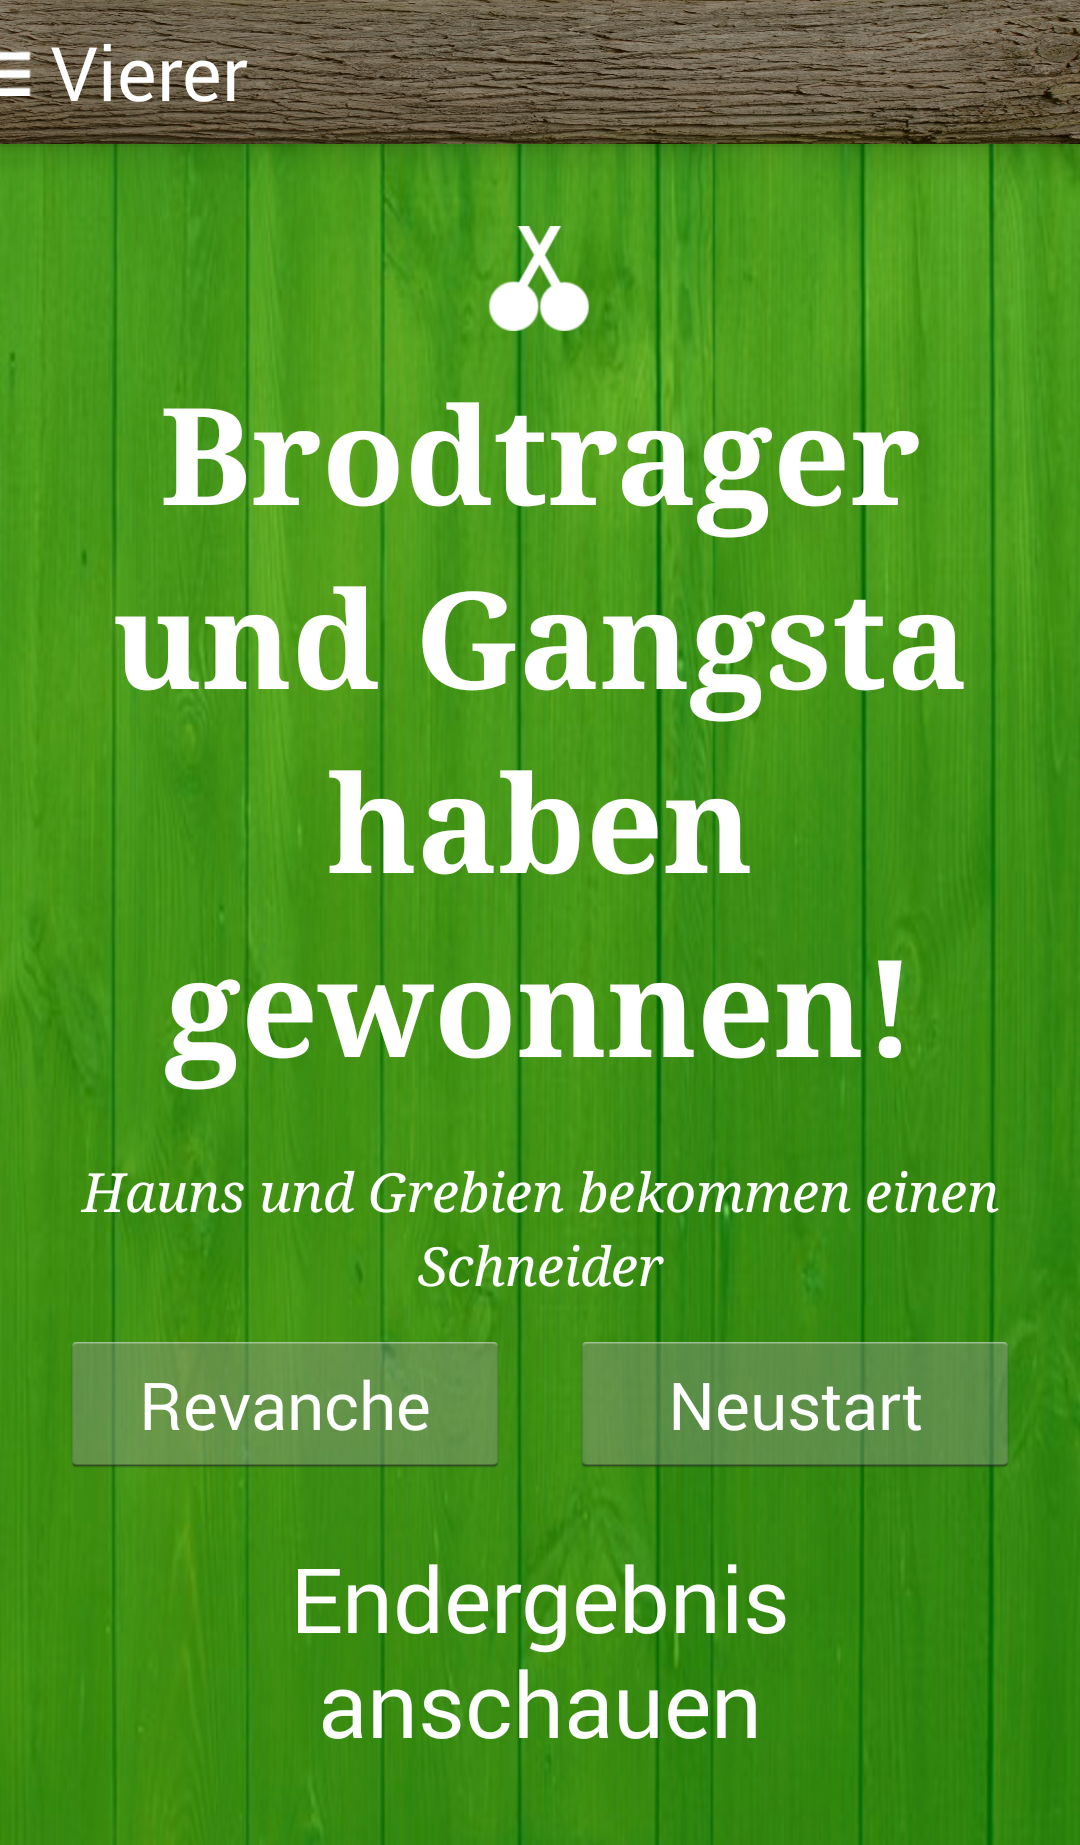 Vierer
Brodtrager
und Gangsta
haben
gewonnen!
Hauns und Grebien bekommen einen
Schneider
Revanche
Neustart
Endergebnis
anschauen